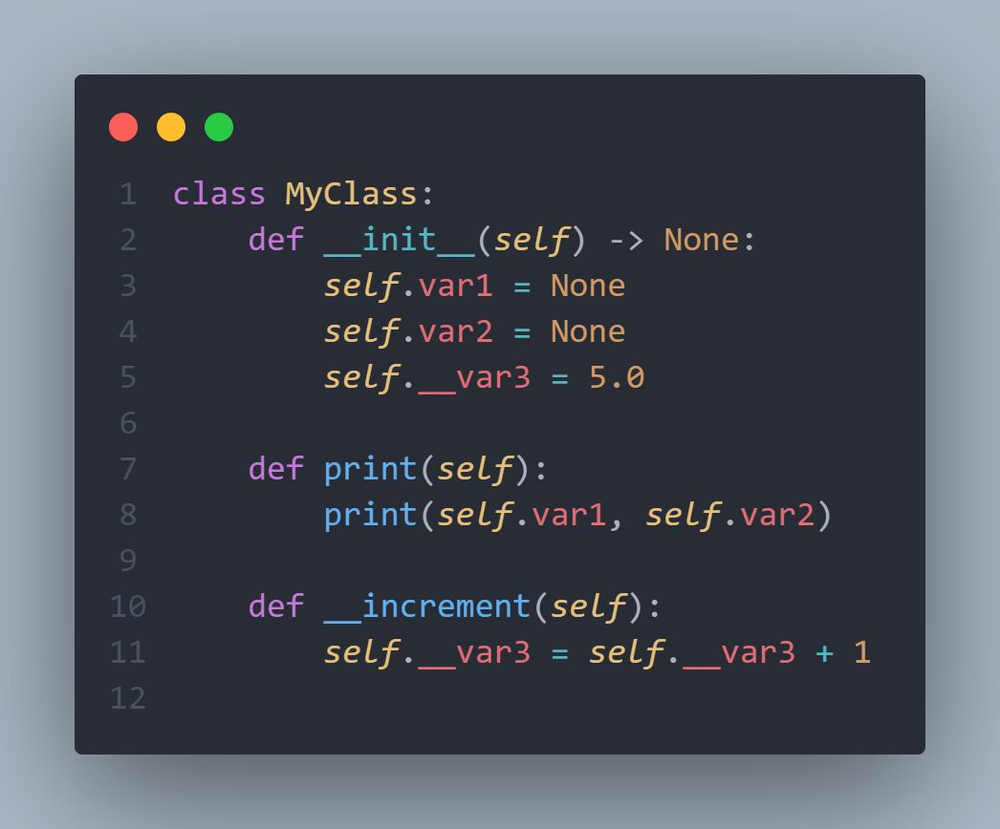 1 class MyClass:
2     def __init__(self) -> None:
3         self.var1 = None
4         self.var2 = None
5         self.__var3 = 5.0
6
7     def print(self):
8         print(self.var1, self.var2)
9
10     def __increment(self):
11         self.__var3 = self.__var3 + 1
12